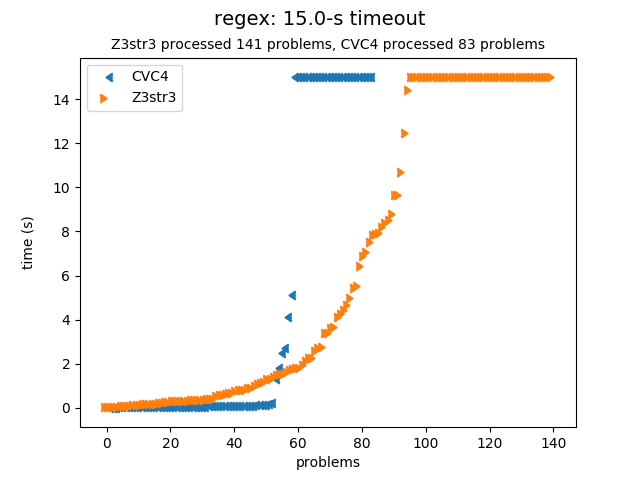 regex: 15.0-s timeout
Z3str3 processed 141 problems, CVC4 processed 83 problems
CVC4
Z3str3
time (s)
14
12
10
8
6
4
2
0
0 20 40 60 80 100 120 140
problems